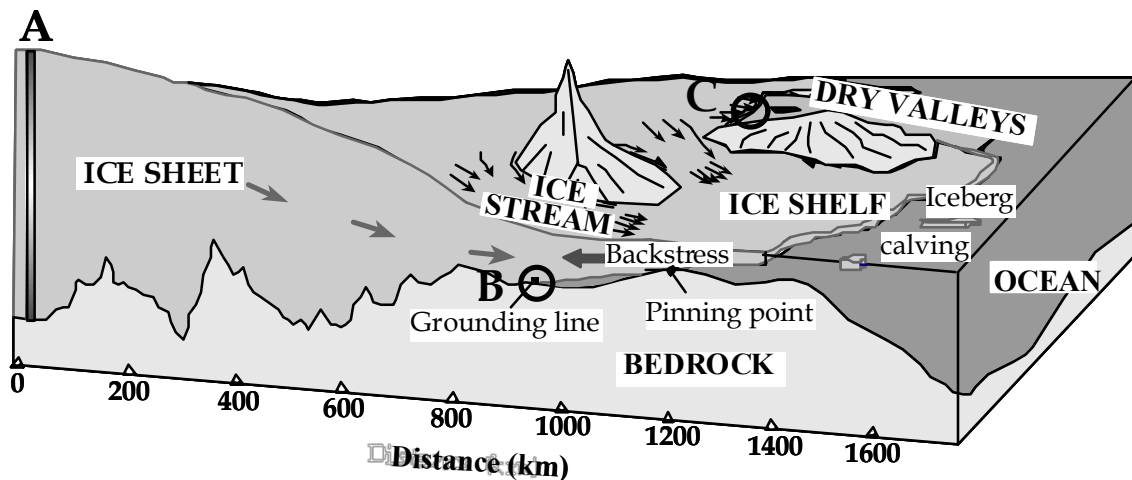 A
C
DRY VALLEYS
ICE SHEET
ICE
STREAM
ICE SHELF
Iceberg
calving
Backstress
OCEAN
B
Grounding line
Pinning point
BEDROCK
0
200
400
600
800
1000
1200
1400
1600
Distance (km)